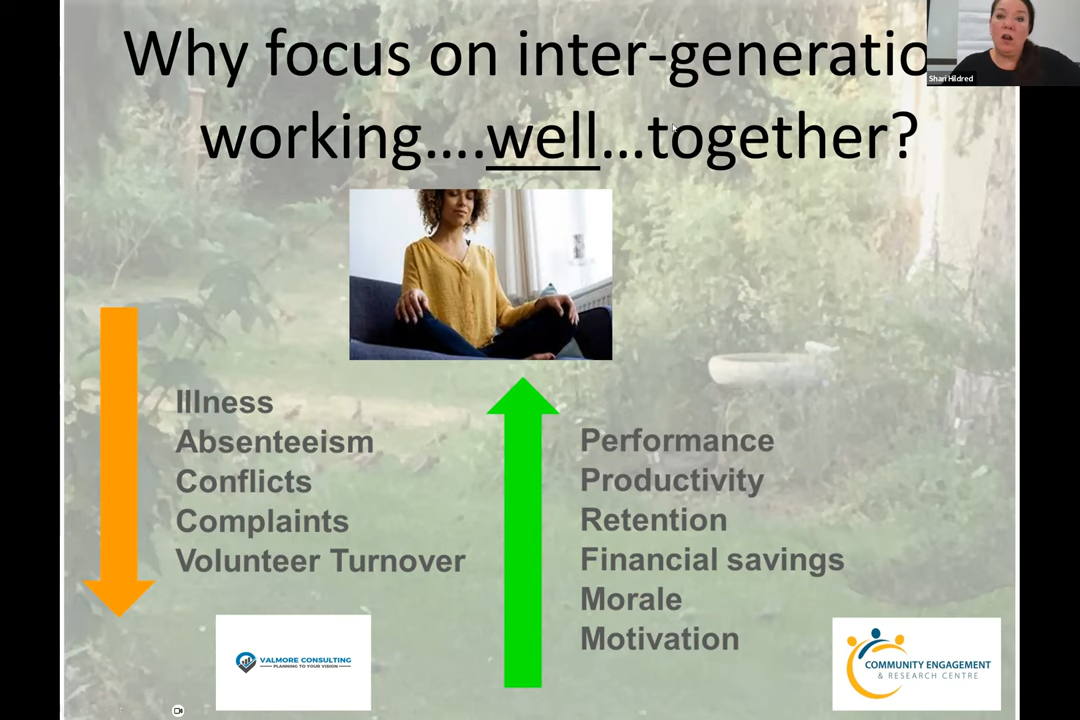 Why focus on inter-generatio
working....well...together?
Shari Hildred
Illness
Absenteeism
Conflicts
Complaints
Volunteer Turnover
Performance
Productivity
Retention
Financial savings
Morale
Motivation
VALMORE CONSULTING
PLANNING TO YOUR VISION
COMMUNITY ENGAGEMENT
& RESEARCH CENTRE